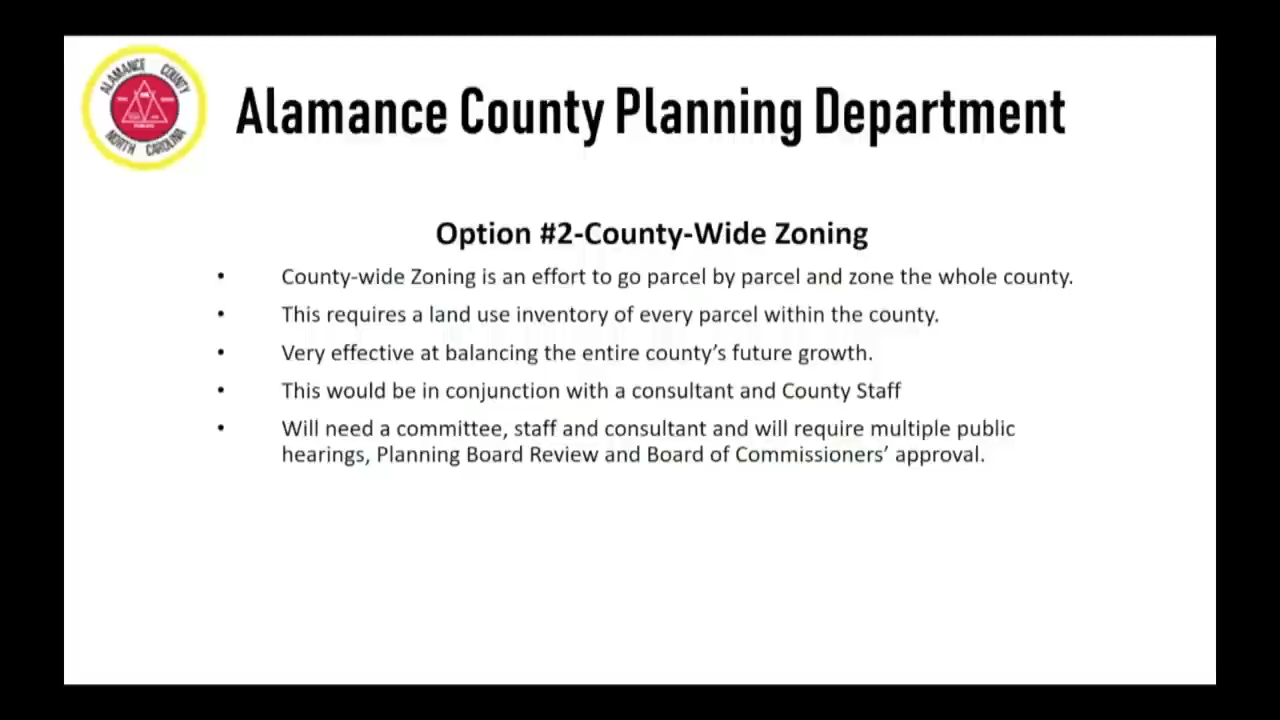 ALAMANCE COUNTY
NORTH CAROLINA
Alamance County Planning Department
Option #2-County-Wide Zoning
• County-wide Zoning is an effort to go parcel by parcel and zone the whole county.
• This requires a land use inventory of every parcel within the county.
• Very effective at balancing the entire county’s future growth.
• This would be in conjunction with a consultant and County Staff
• Will need a committee, staff and consultant and will require multiple public
hearings, Planning Board Review and Board of Commissioners’ approval.